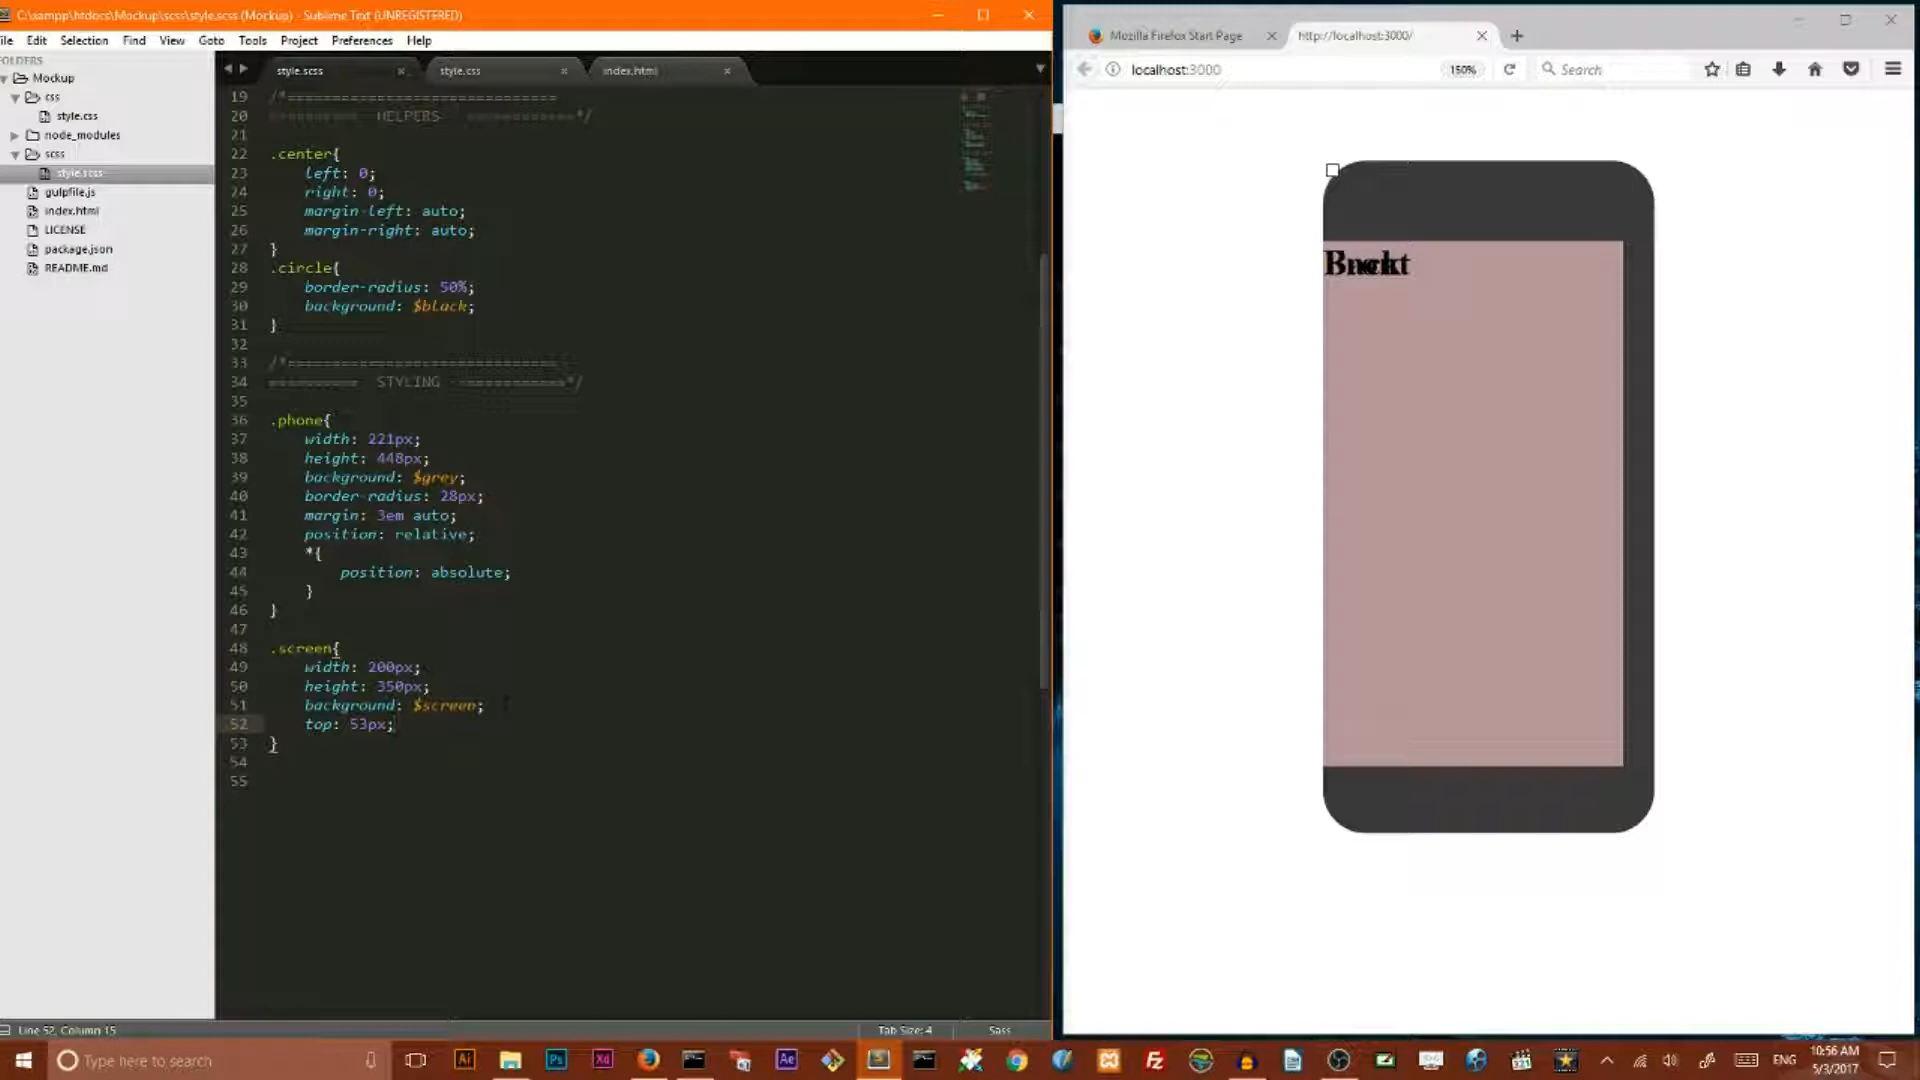 C:\xampp\htdocs\Mockup\scss\style.scss (Mockup) - Sublime Text (UNREGISTERED)
ile Edit Selection Find View Goto Tools Project Preferences Help
OLDERS
Mockup
css
style.css
node_modules
scss
style.scss
gulpfile.js
index.html
LICENSE
package.json
README.md
style.scss × style.css × index.html ×
19 /*==============================
20 ========== HELPERS ============*/
21
22 .center{
23 left: 0;
24 right: 0;
25 margin-left: auto;
26 margin-right: auto;
27 }
28 .circle{
29 border-radius: 50%;
30 background: $black;
31 }
32
33 /*==============================
34 ========== STYLING ============*/
35
36 .phone{
37 width: 221px;
38 height: 448px;
39 background: $grey;
40 border-radius: 28px;
41 margin: 3em auto;
42 position: relative;
43 *{
44 position: absolute;
45 }
46 }
47
48 .screen{
49 width: 200px;
50 height: 350px;
51 background: $screen;
52 top: 53px;
53 }
54
55
Line 52, Column 15
Tab Size: 4 Sass
Mozilla Firefox Start Page × http://localhost:3000/ × +
localhost:3000 150% Search
Type here to search
Ai Ps Xd Ae
ENG
10:56 AM
5/3/2017